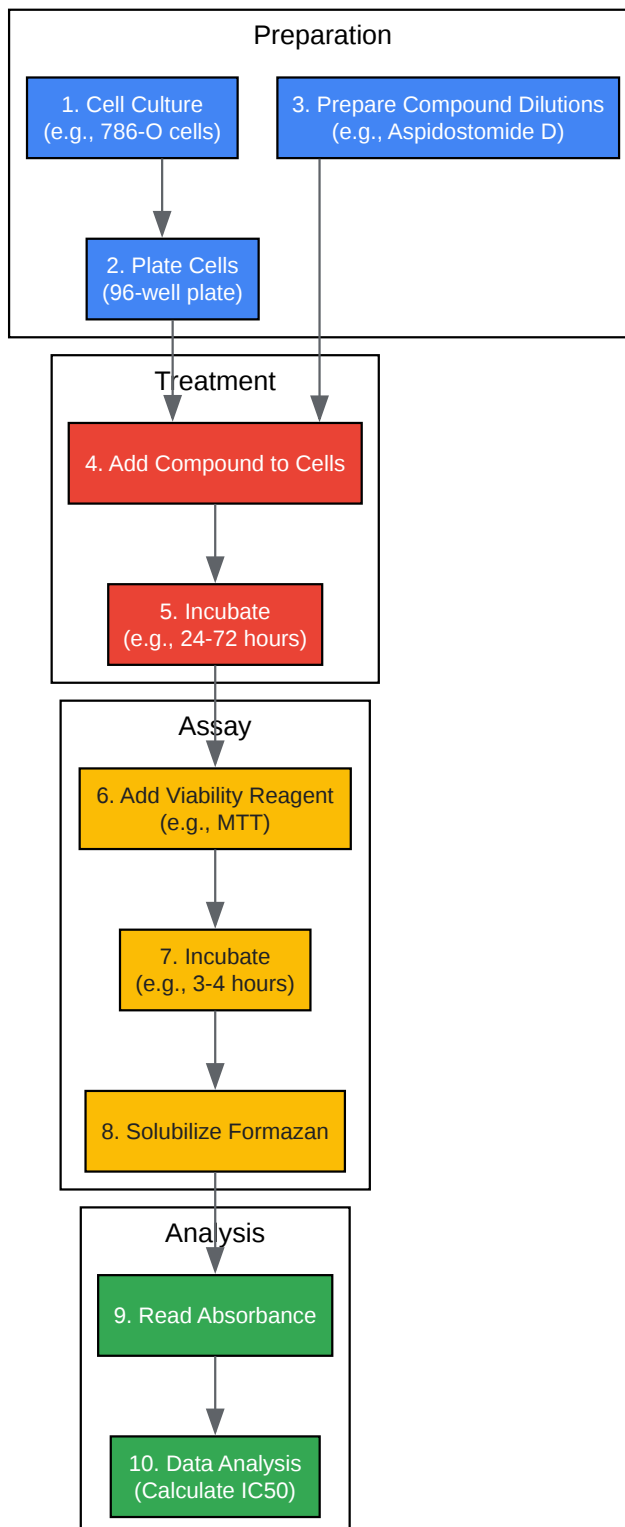 Preparation
1. Cell Culture
(e.g., 786-O cells)
3. Prepare Compound Dilutions
(e.g., Aspidostomide D)
2. Plate Cells
(96-well plate)
Treatment
4. Add Compound to Cells
5. Incubate
(e.g., 24-72 hours)
Assay
6. Add Viability Reagent
(e.g., MTT)
7. Incubate
(e.g., 3-4 hours)
8. Solubilize Formazan
Analysis
9. Read Absorbance
10. Data Analysis
(Calculate IC50)